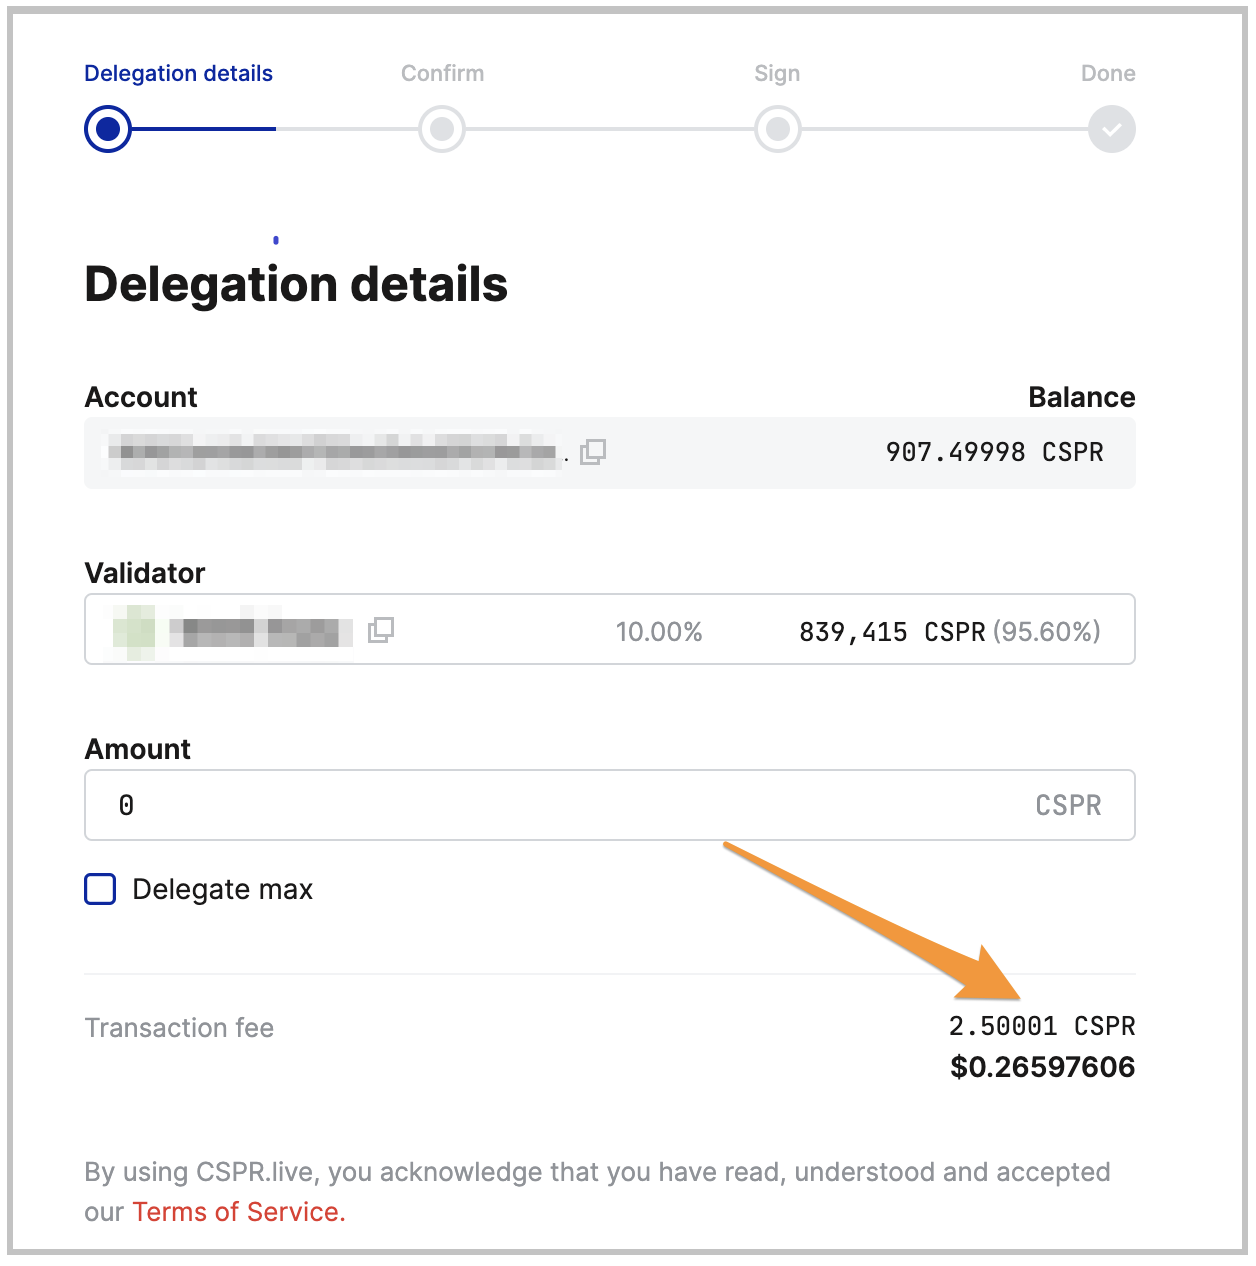 Delegation details
Confirm
Sign
Done
Delegation details
Account
Balance
907.49998 CSPR
Validator
10.00%
839,415 CSPR (95.60%)
Amount
0
CSPR
Delegate max
Transaction fee
2.50001 CSPR
$0.26597606
By using CSPR.live, you acknowledge that you have read, understood and accepted
our Terms of Service.